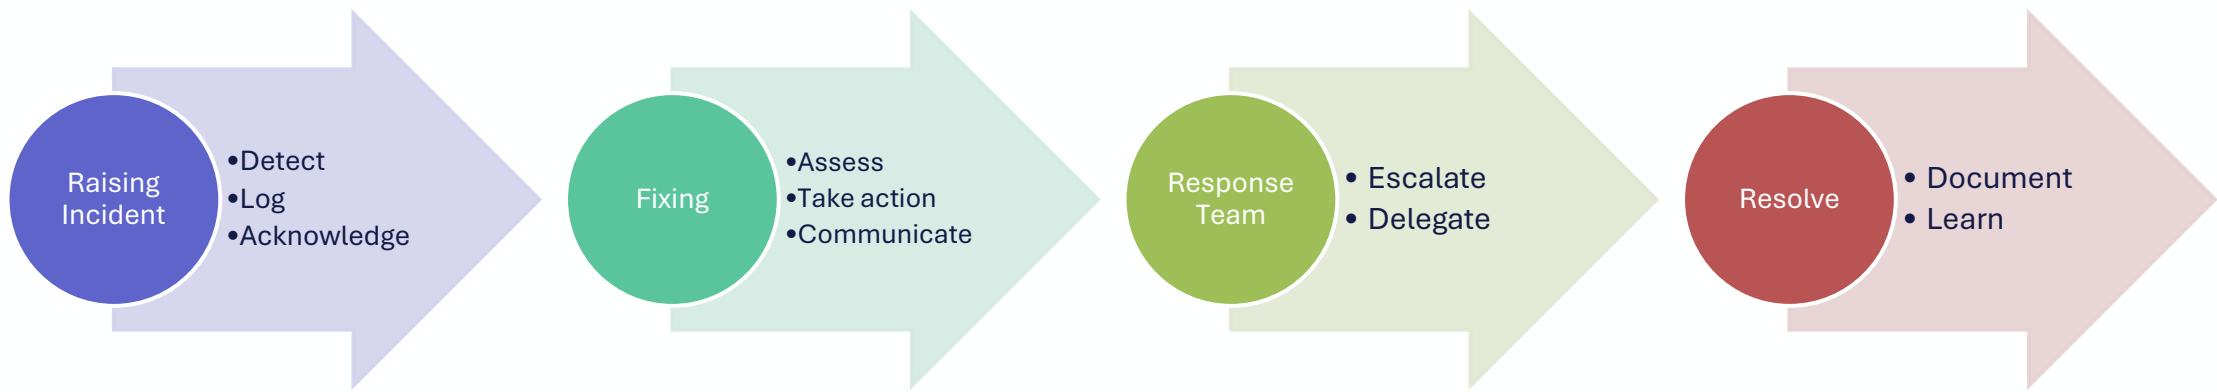 Raising
Incident
•Detect
•Log
•Acknowledge
Fixing
•Assess
•Take action
•Communicate
Response
Team
• Escalate
• Delegate
Resolve
• Document
• Learn